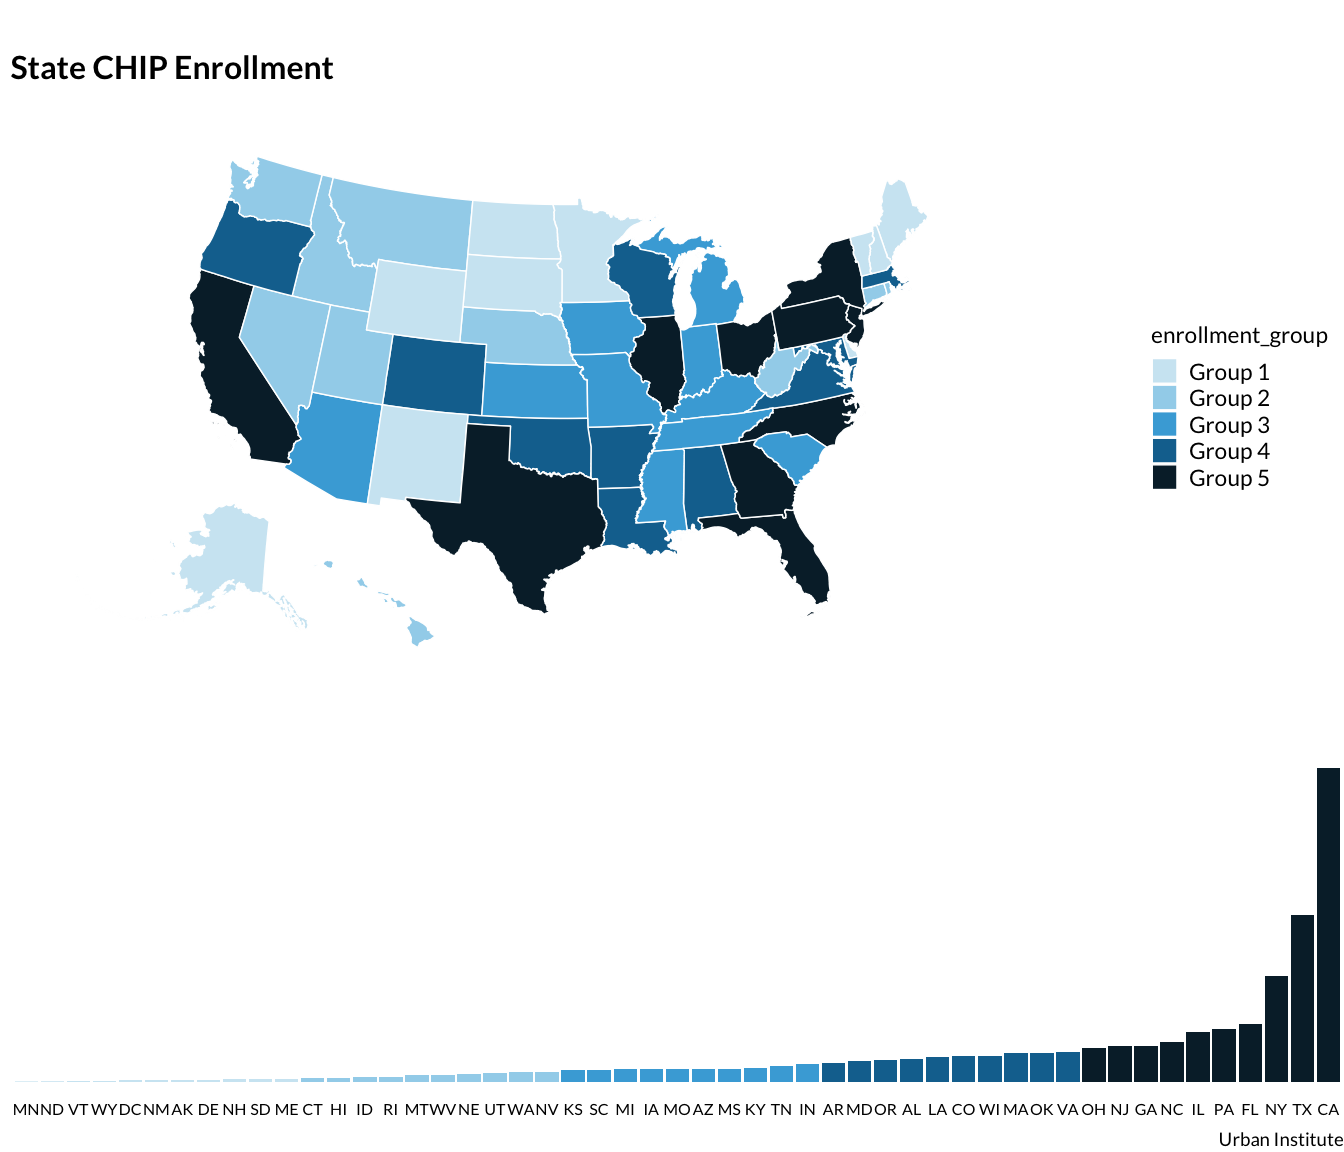 State CHIP Enrollment
enrollment_group
Group 1
Group 2
Group 3
Group 4
Group 5
MN ND VT WY DC NM AK DE NH SD ME CT HI ID RI MT WV NE UT WA NV KS SC MI IA MO AZ MS KY TN IN AR MD OR AL LA CO WI MA OK VA OH NJ GA NC IL PA FL NY TX CA
Urban Institute